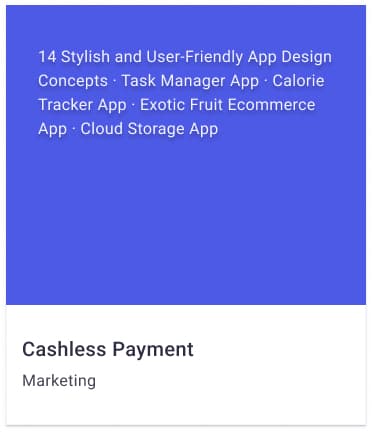 14 Stylish and User-Friendly App Design
Concepts · Task Manager App · Calorie
Tracker App · Exotic Fruit Ecommerce
App · Cloud Storage App
Cashless Payment
Marketing